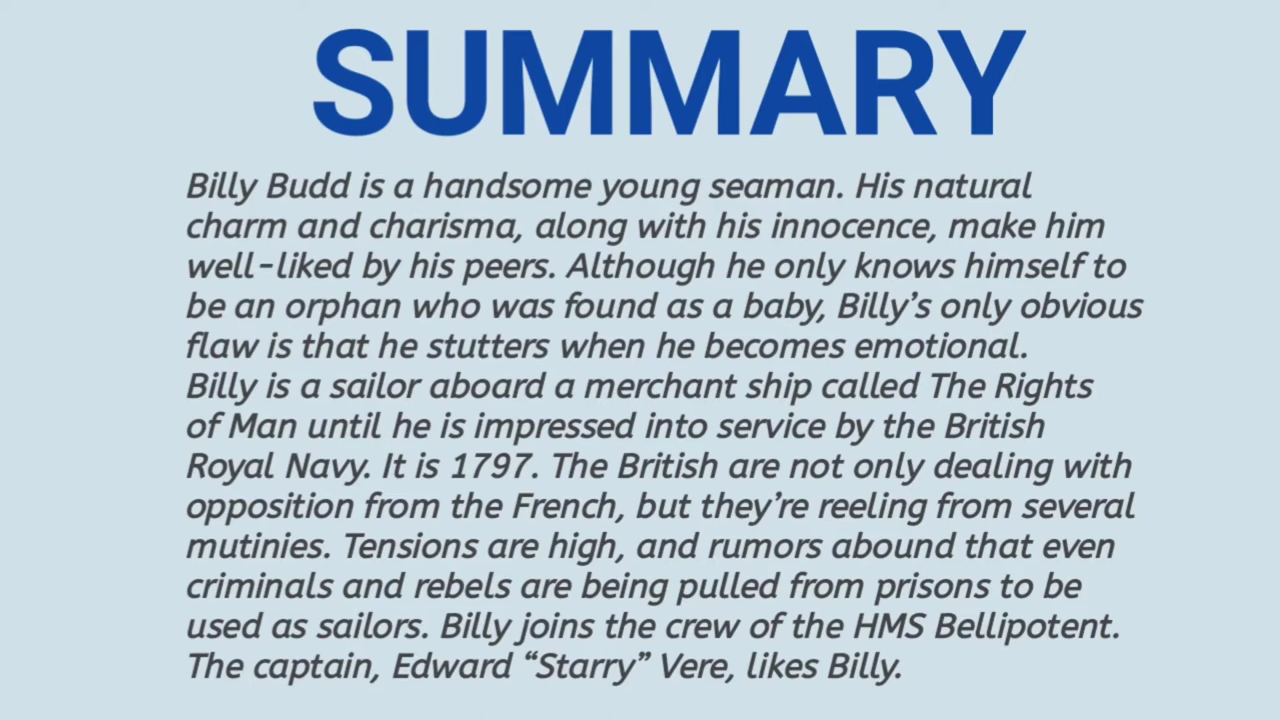 SUMMARY
Billy Budd is a handsome young seaman. His natural
charm and charisma, along with his innocence, make him
well-liked by his peers. Although he only knows himself to
be an orphan who was found as a baby, Billy’s only obvious
flaw is that he stutters when he becomes emotional.
Billy is a sailor aboard a merchant ship called The Rights
of Man until he is impressed into service by the British
Royal Navy. It is 1797. The British are not only dealing with
opposition from the French, but they’re reeling from several
mutinies. Tensions are high, and rumors abound that even
criminals and rebels are being pulled from prisons to be
used as sailors. Billy joins the crew of the HMS Bellipotent.
The captain, Edward “Starry” Vere, likes Billy.